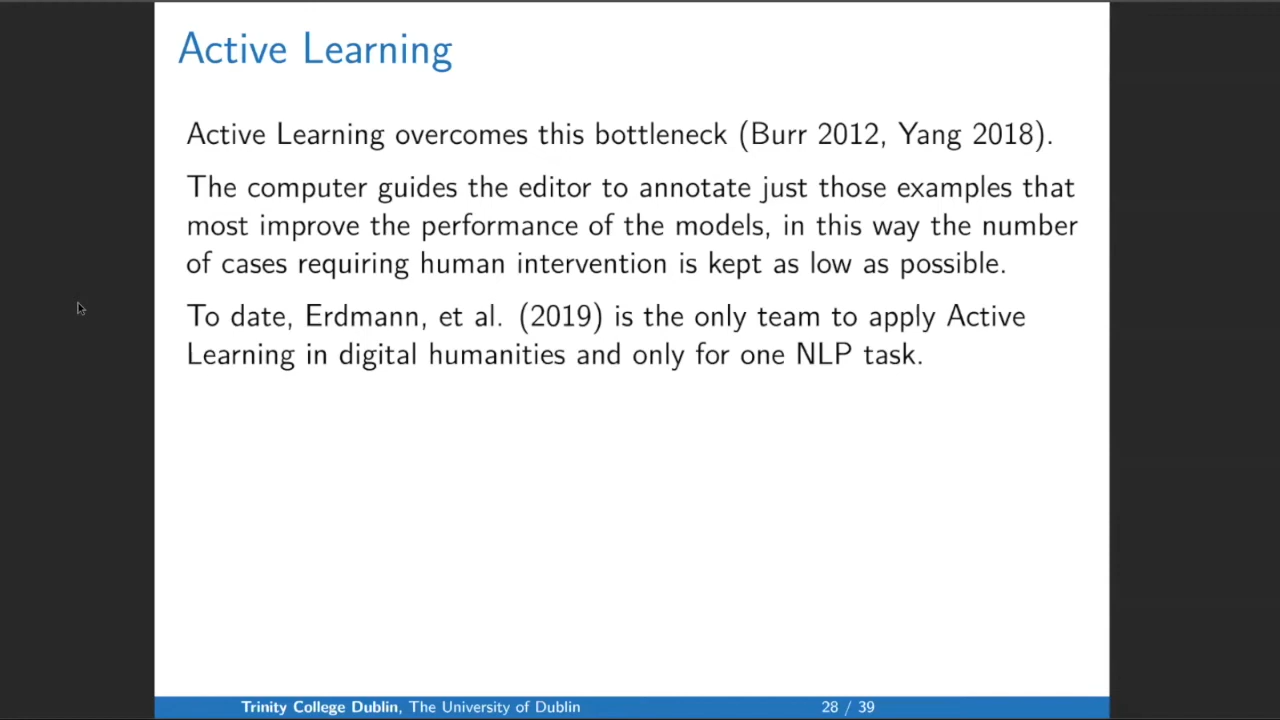 Active Learning
Active Learning overcomes this bottleneck (Burr 2012, Yang 2018).
The computer guides the editor to annotate just those examples that
most improve the performance of the models, in this way the number
of cases requiring human intervention is kept as low as possible.
To date, Erdmann, et al. (2019) is the only team to apply Active
Learning in digital humanities and only for one NLP task.
Trinity College Dublin, The University of Dublin 28 / 39